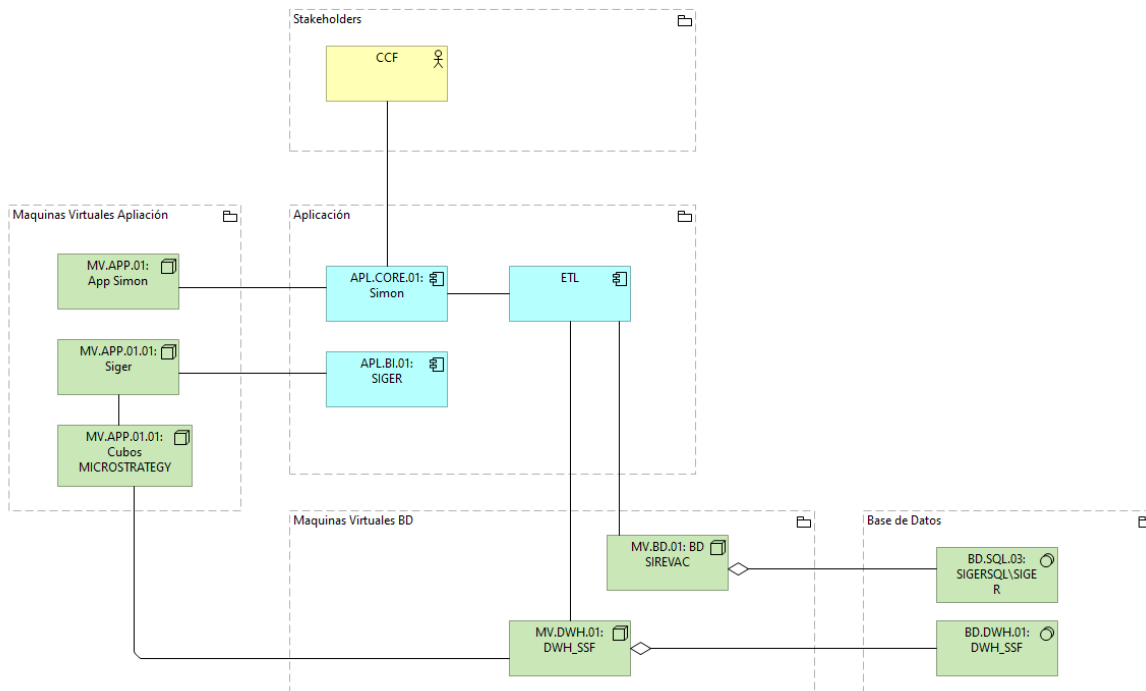 Stakeholders
CCF
Maquinas Virtuales Apliación
Aplicación
MV.APP.01:
App Simon
APL.CORE.01:
Simon
ETL
MV.APP.01.01:
Siger
APL.BI.01:
SIGER
MV.APP.01.01:
Cubos
MICROSTRATEGY
Maquinas Virtuales BD
Base de Datos
MV.BD.01: BD
SIREVAC
BD.SQL.03:
SIGERSQL\SIGE
R
MV.DWH.01:
DWH_SSF
BD.DWH.01:
DWH_SSF